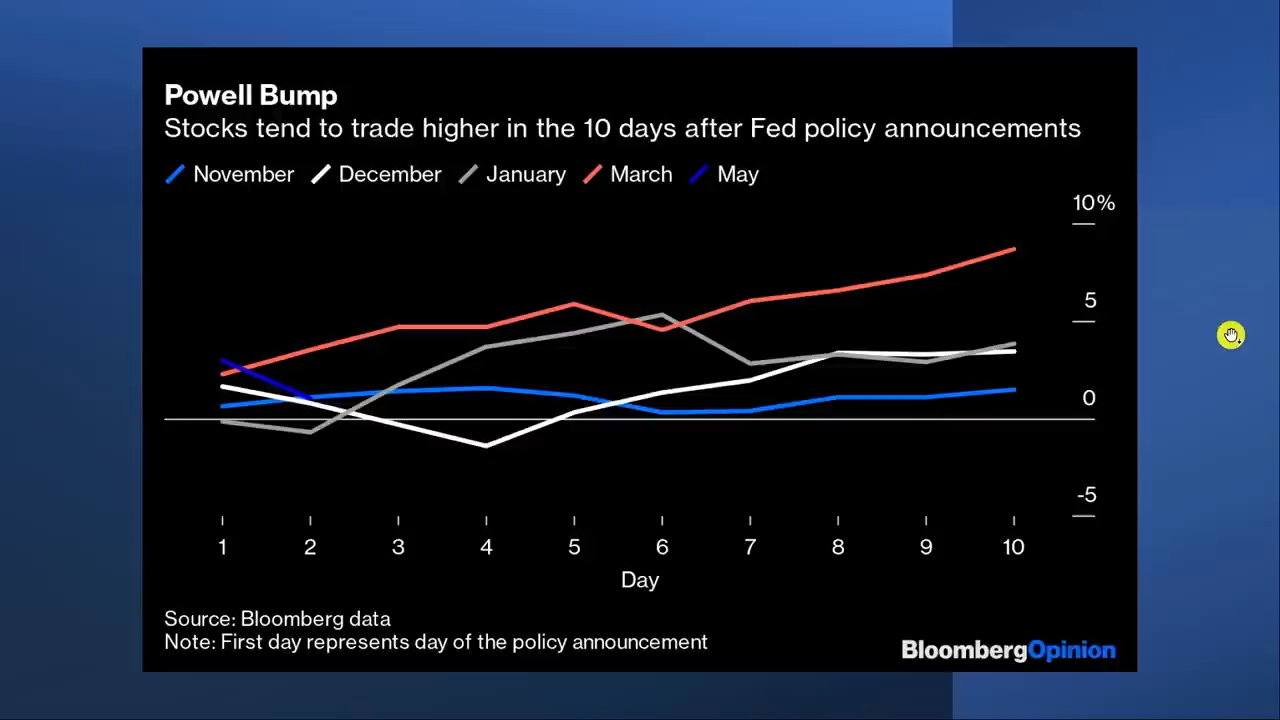 Powell Bump
Stocks tend to trade higher in the 10 days after Fed policy announcements
November December January March May
10%
5
0
-5
1 2 3 4 5 6 7 8 9 10
Day
Source: Bloomberg data
Note: First day represents day of the policy announcement
BloombergOpinion